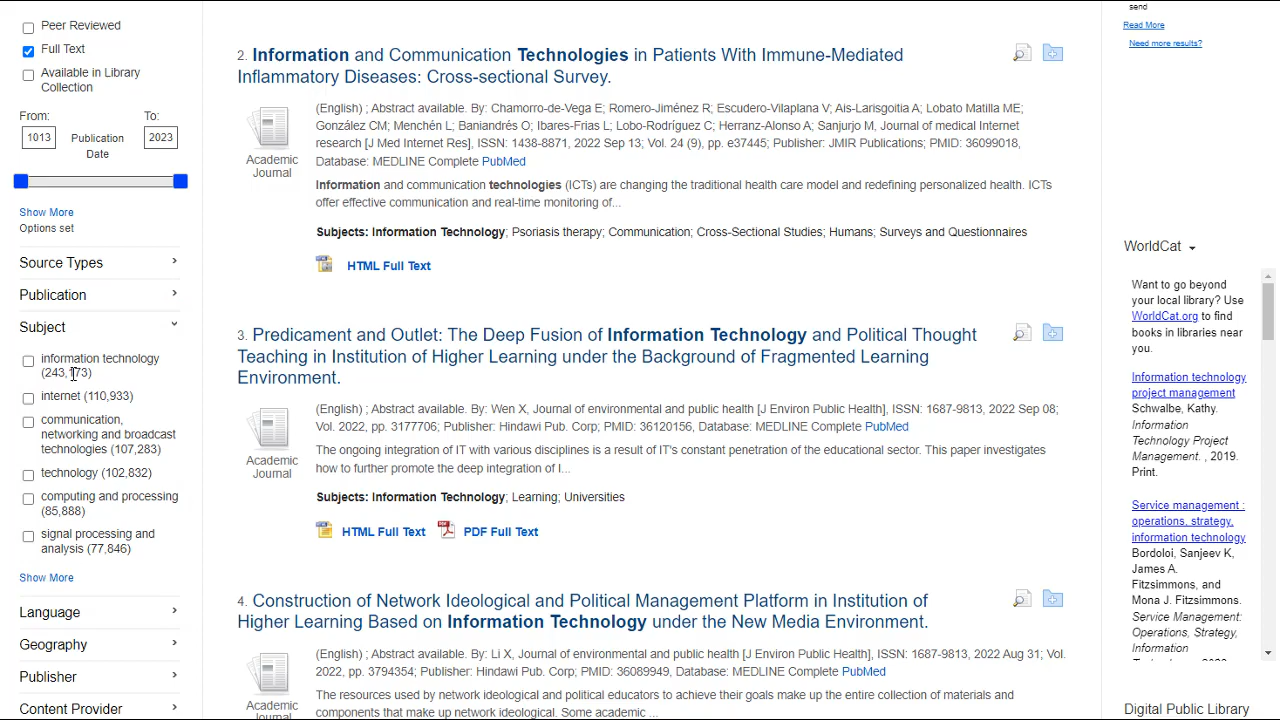 Peer Reviewed
Full Text
Available in Library
Collection
From:
To:
1013
Publication
Date
2023
Show More
Options set
Source Types
Publication
Subject
information technology
internet (110,933)
communication,
networking and broadcast
technologies (107,283)
technology (102,832)
computing and processing
(85,888)
signal processing and
analysis (77,846)
Show More
Language
Geography
Publisher
Content Provider
2. Information and Communication Technologies in Patients With Immune-Mediated
Inflammatory Diseases: Cross-sectional Survey.
Academic
Journal
(English) ; Abstract available. By: Chamorro-de-Vega E; Romero-Jiménez R; Escudero-Vilaplana V; Ais-Larisgoitia A; Lobato Matilla ME;
González CM; Menchén L; Baniandrés O; Ibares-Frias L; Lobo-Rodríguez C; Herranz-Alonso A; Sanjurjo M, Journal of medical Internet
research [J Med Internet Res], ISSN: 1438-8871, 2022 Sep 13; Vol. 24 (9), pp. e37445; Publisher: JMIR Publications; PMID: 36099018,
Database: MEDLINE Complete PubMed
Information and communication technologies (ICTs) are changing the traditional health care model and redefining personalized health. ICTs
offer effective communication and real-time monitoring of...
Subjects: Information Technology; Psoriasis therapy; Communication; Cross-Sectional Studies; Humans; Surveys and Questionnaires
HTML Full Text
3. Predicament and Outlet: The Deep Fusion of Information Technology and Political Thought
Teaching in Institution of Higher Learning under the Background of Fragmented Learning
Environment.
Academic
Journal
(English) ; Abstract available. By: Wen X, Journal of environmental and public health [J Environ Public Health], ISSN: 1687-9813, 2022 Sep 08;
Vol. 2022, pp. 3177706; Publisher: Hindawi Pub. Corp; PMID: 36120156, Database: MEDLINE Complete PubMed
The ongoing integration of IT with various disciplines is a result of IT's constant penetration of the educational sector. This paper investigates
how to further promote the deep integration of I...
Subjects: Information Technology; Learning; Universities
HTML Full Text
PDF Full Text
4. Construction of Network Ideological and Political Management Platform in Institution of
Higher Learning Based on Information Technology under the New Media Environment.
Academic
(English) ; Abstract available. By: Li X, Journal of environmental and public health [J Environ Public Health], ISSN: 1687-9813, 2022 Aug 31; Vol.
2022, pp. 3794354; Publisher: Hindawi Pub. Corp; PMID: 36089949, Database: MEDLINE Complete PubMed
The resources used by network ideological and political educators to achieve their goals make up the entire collection of materials and
components that make up network ideological. Some academic ...
Journal
send
Read More
Need more results?
WorldCat
Want to go beyond
your local library? Use
WorldCat.org to find
books in libraries near
you.
Information technology
project management
Schwalbe, Kathy.
Information
Technology Project
Management. , 2019.
Print.
Service management :
operations, strategy,
information technology
Bordoloi, Sanjeev K,
James A.
Fitzsimmons, and
Mona J. Fitzsimmons.
Service Management:
Operations, Strategy,
Information
Digital Public Library